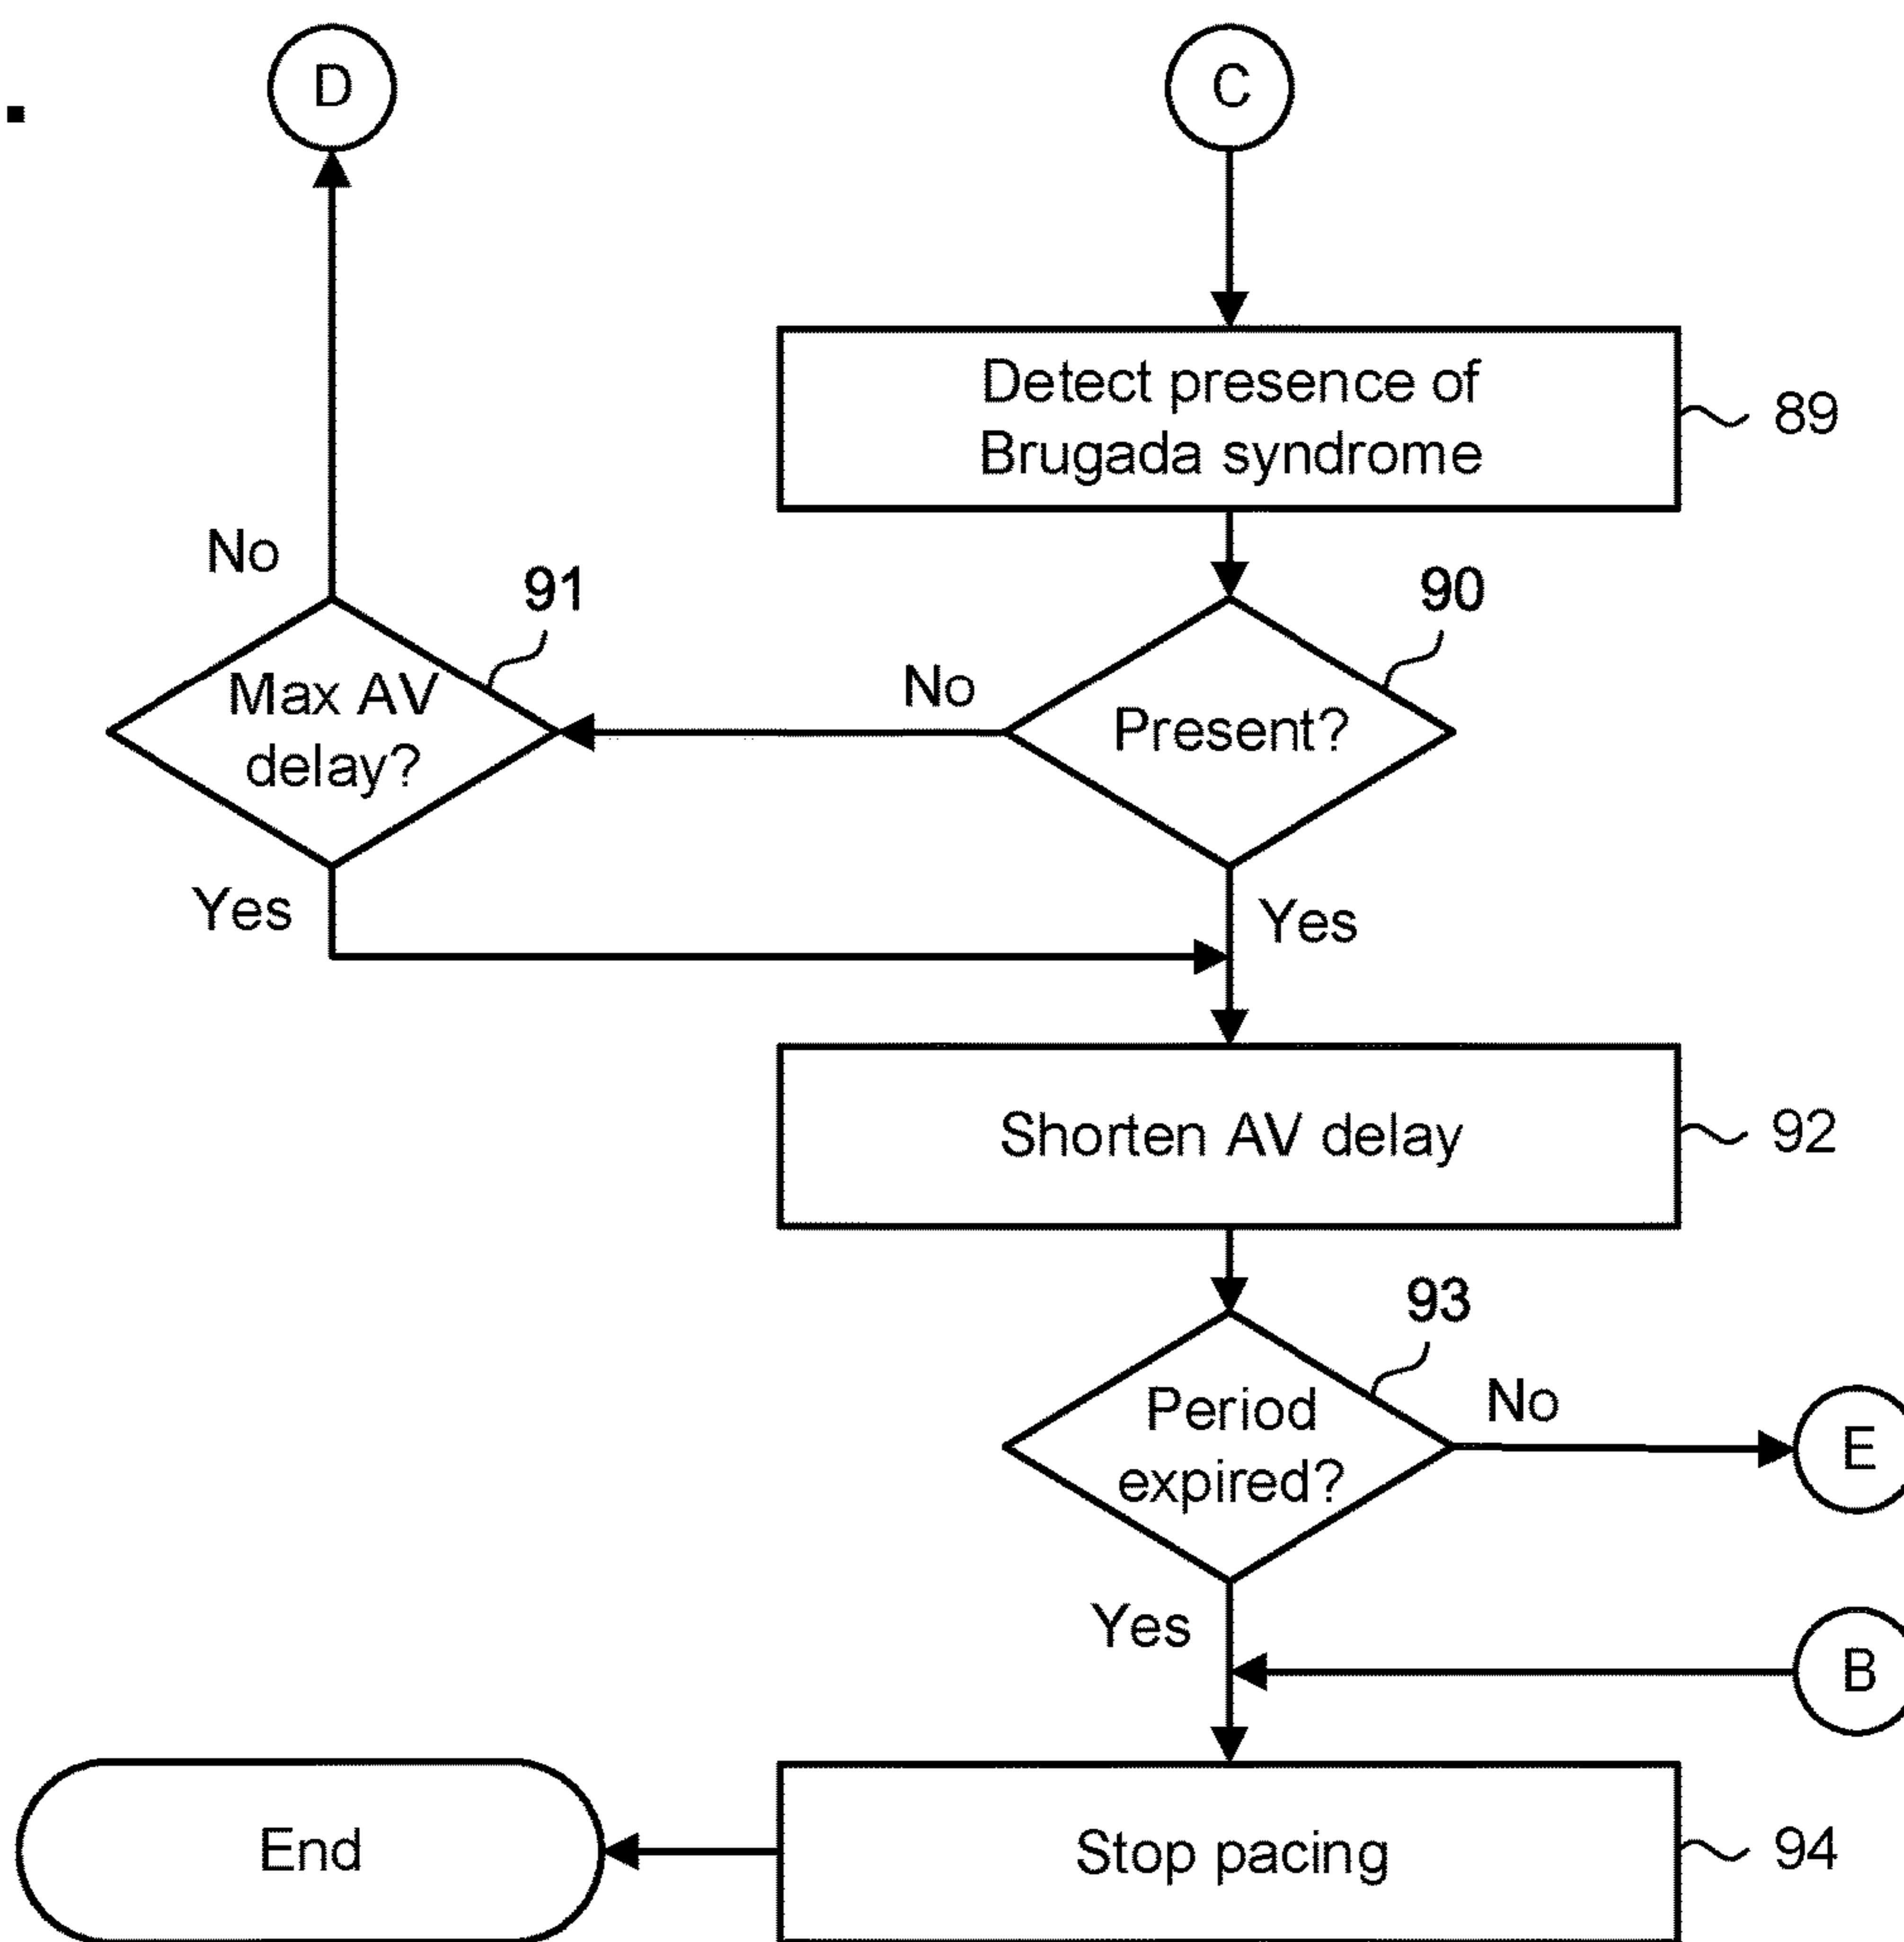 D
C
Detect presence of
Brugada syndrome
89
No
91
90
Max AV
delay?
No
Present?
Yes
Yes
Shorten AV delay
92
93
Period
expired?
No
E
Yes
B
End
Stop pacing
94